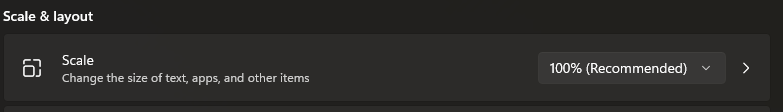 Scale & layout
Scale
Change the size of text, apps, and other items
100% (Recommended)